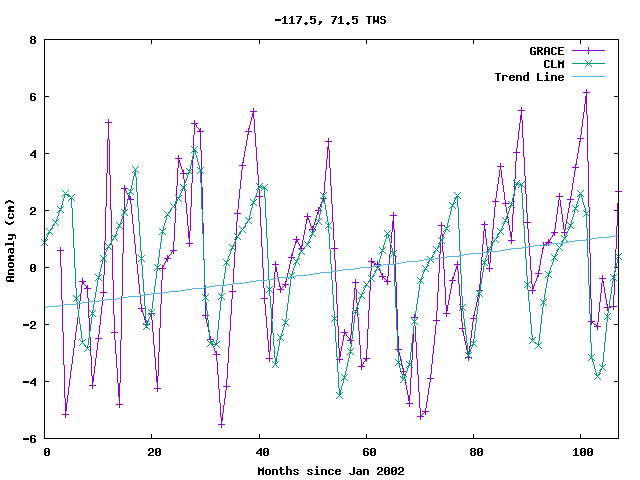 -117.5, 71.5 TWS
GRACE
CLM
Trend Line
Anomaly (cm)
8
6
4
2
0
-2
-4
-6
0 20 40 60 80 100
Months since Jan 2002